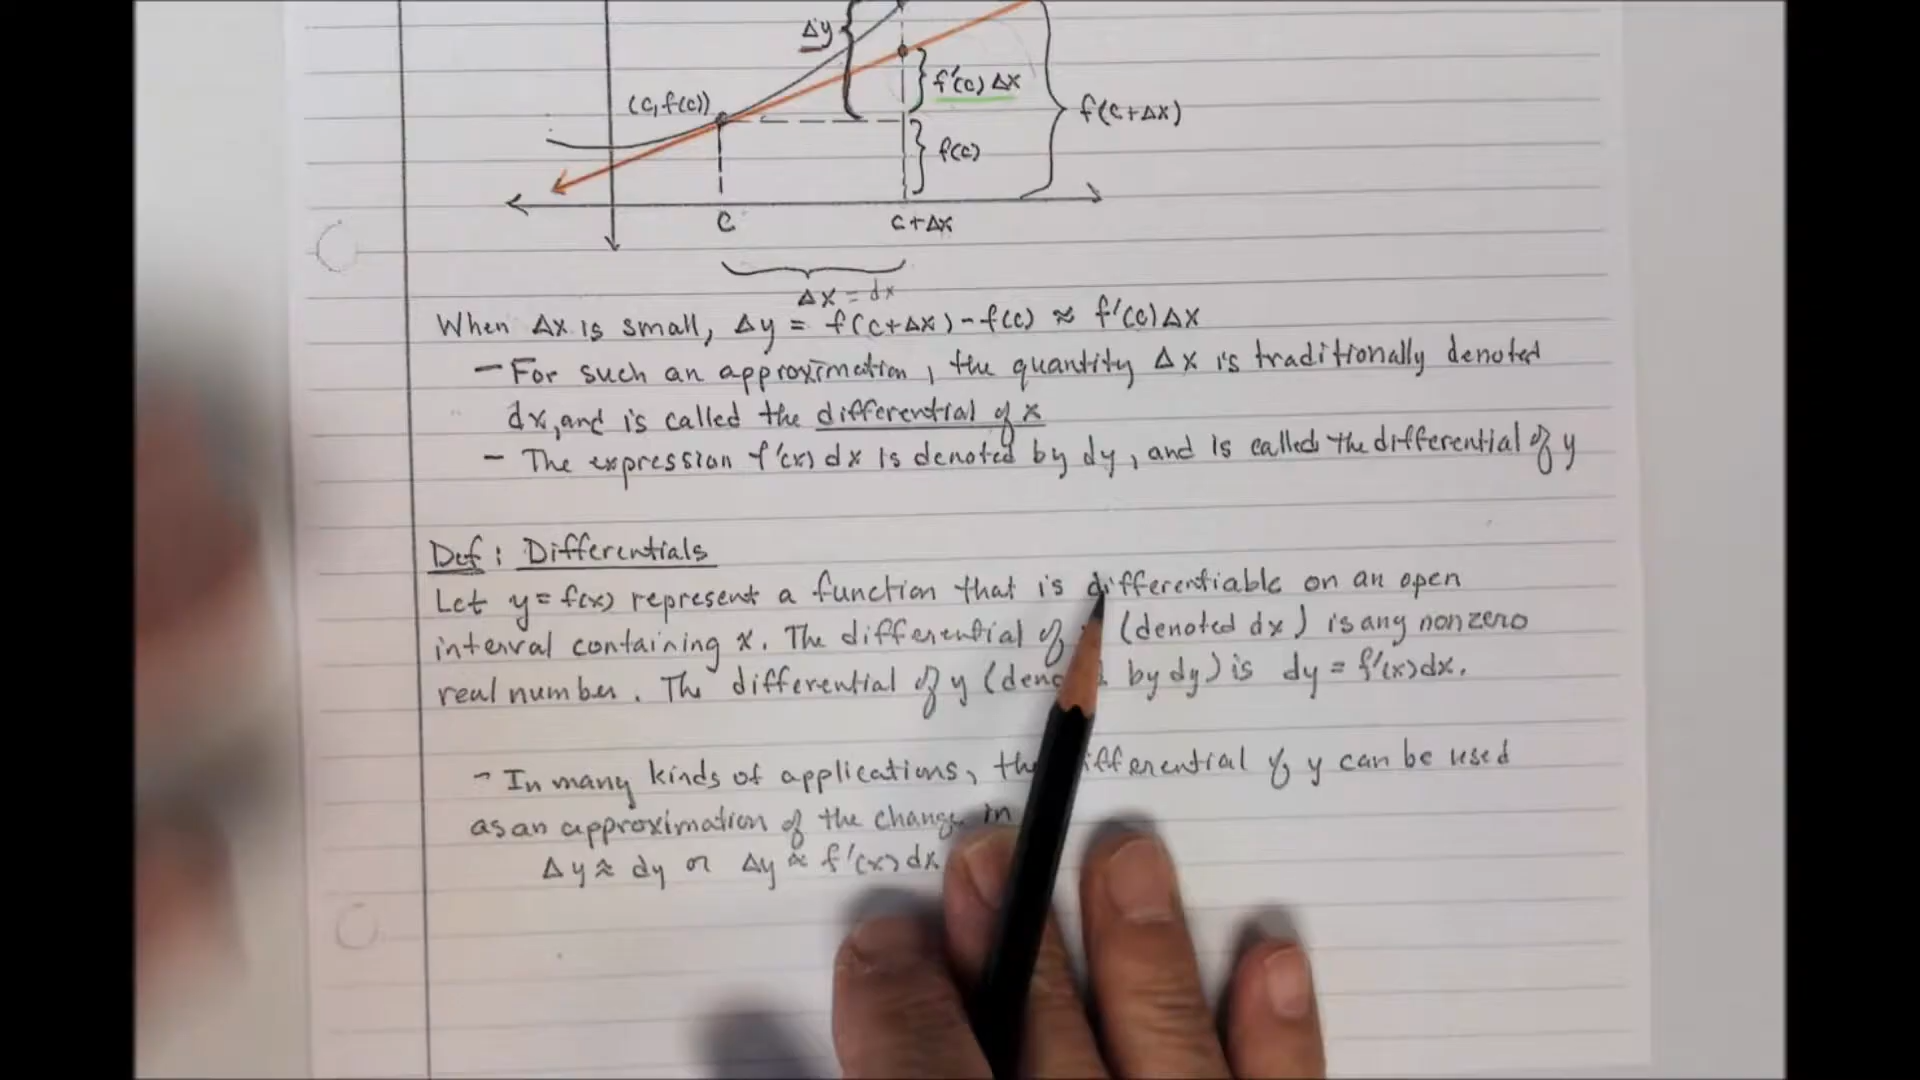 Δy
(c, f(c))
f'(c) Δx
f(c+Δx)
f(c)
c
c+Δx
Δx = dx
When Δx is small, Δy = f(c+Δx) - f(c) ≈ f'(c)Δx
- For such an approximation, the quantity Δx is traditionally denoted
dx, and is called the differential of x
- The expression f'(x) dx is denoted by dy, and is called the differential of y
Def: Differentials
Let y = f(x) represent a function that is differentiable on an open
interval containing x. The differential of (denoted dx) is any nonzero
real number. The differential of y by dy) is dy = f'(x)dx.
- In many kinds of applications, of y can be used
as an approximation of the change in
Δy ≈ dy or Δy ≈ f'(x) dx